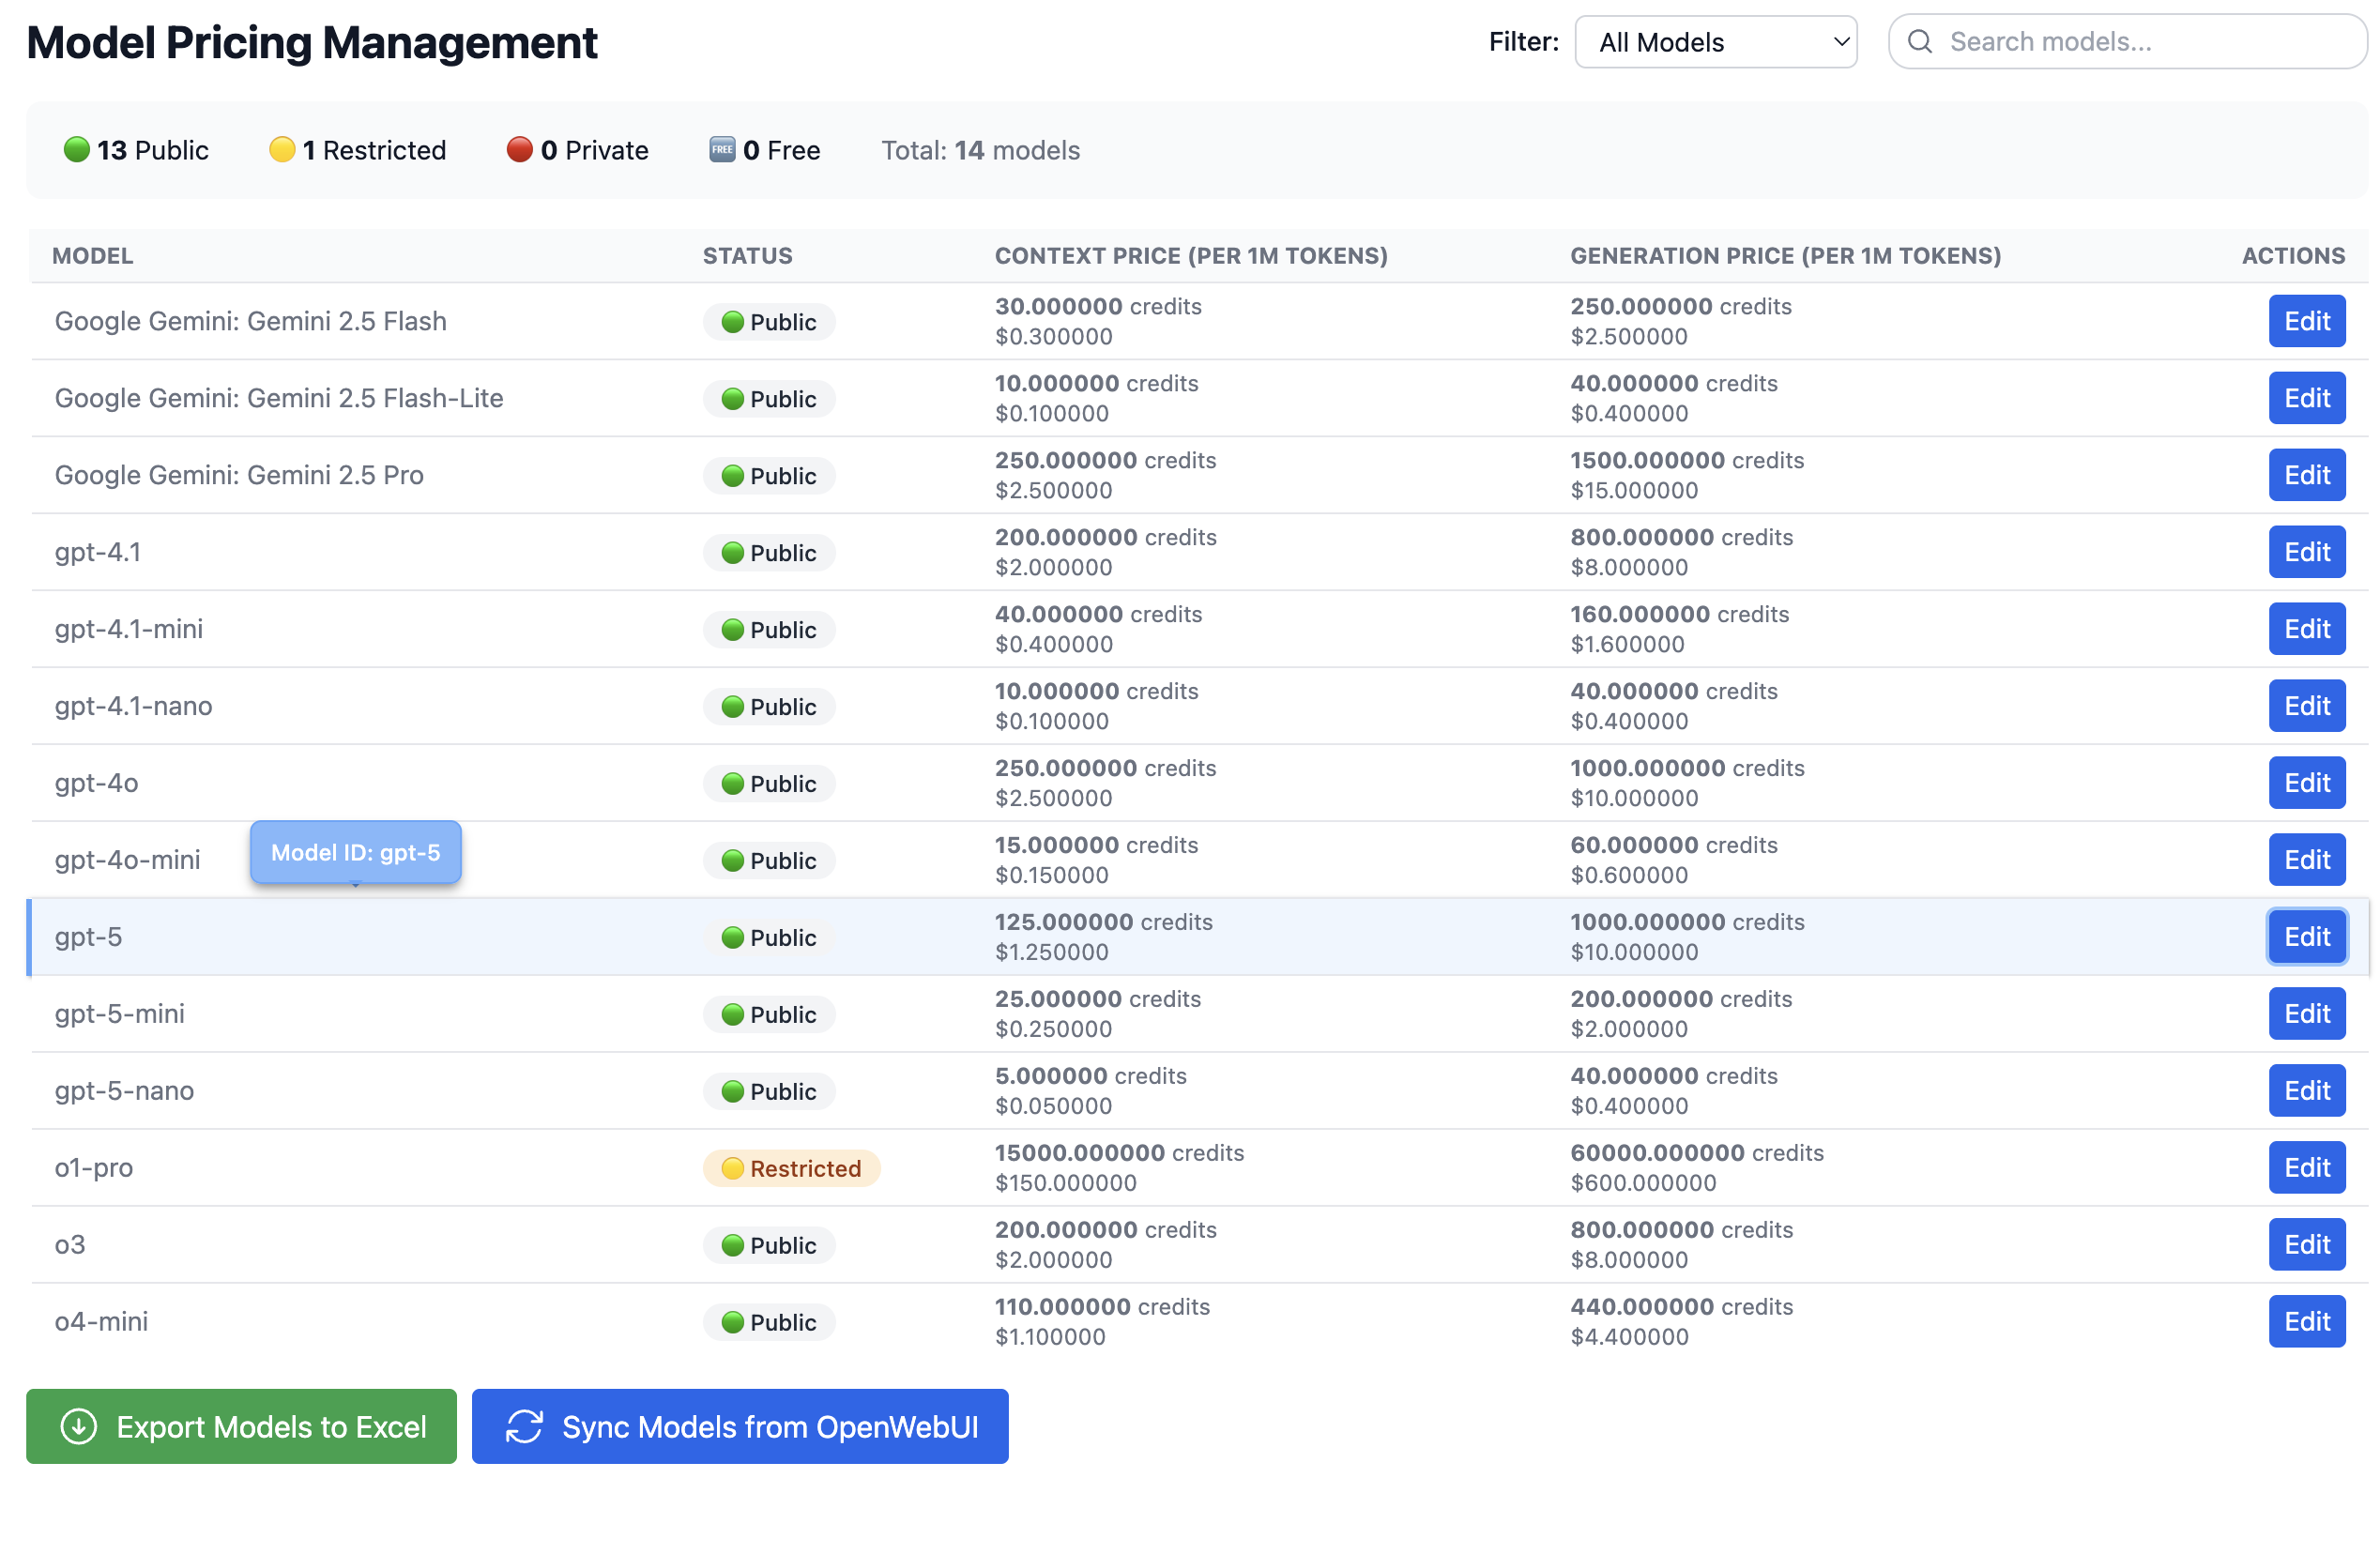 Model Pricing Management
Filter: All Models
Search models...
13 Public 1 Restricted 0 Private FREE 0 Free Total: 14 models
MODEL STATUS CONTEXT PRICE (PER 1M TOKENS) GENERATION PRICE (PER 1M TOKENS) ACTIONS
Google Gemini: Gemini 2.5 Flash Public 30.000000 credits 250.000000 credits Edit
$0.300000 $2.500000
Google Gemini: Gemini 2.5 Flash-Lite Public 10.000000 credits 40.000000 credits Edit
$0.100000 $0.400000
Google Gemini: Gemini 2.5 Pro Public 250.000000 credits 1500.000000 credits Edit
$2.500000 $15.000000
gpt-4.1 Public 200.000000 credits 800.000000 credits Edit
$2.000000 $8.000000
gpt-4.1-mini Public 40.000000 credits 160.000000 credits Edit
$0.400000 $1.600000
gpt-4.1-nano Public 10.000000 credits 40.000000 credits Edit
$0.100000 $0.400000
gpt-4o Public 250.000000 credits 1000.000000 credits Edit
$2.500000 $10.000000
gpt-4o-mini Model ID: gpt-5 Public 15.000000 credits 60.000000 credits Edit
$0.150000 $0.600000
gpt-5 Public 125.000000 credits 1000.000000 credits Edit
$1.250000 $10.000000
gpt-5-mini Public 25.000000 credits 200.000000 credits Edit
$0.250000 $2.000000
gpt-5-nano Public 5.000000 credits 40.000000 credits Edit
$0.050000 $0.400000
o1-pro Restricted 15000.000000 credits 60000.000000 credits Edit
$150.000000 $600.000000
o3 Public 200.000000 credits 800.000000 credits Edit
$2.000000 $8.000000
o4-mini Public 110.000000 credits 440.000000 credits Edit
$1.100000 $4.400000
Export Models to Excel Sync Models from OpenWebUI